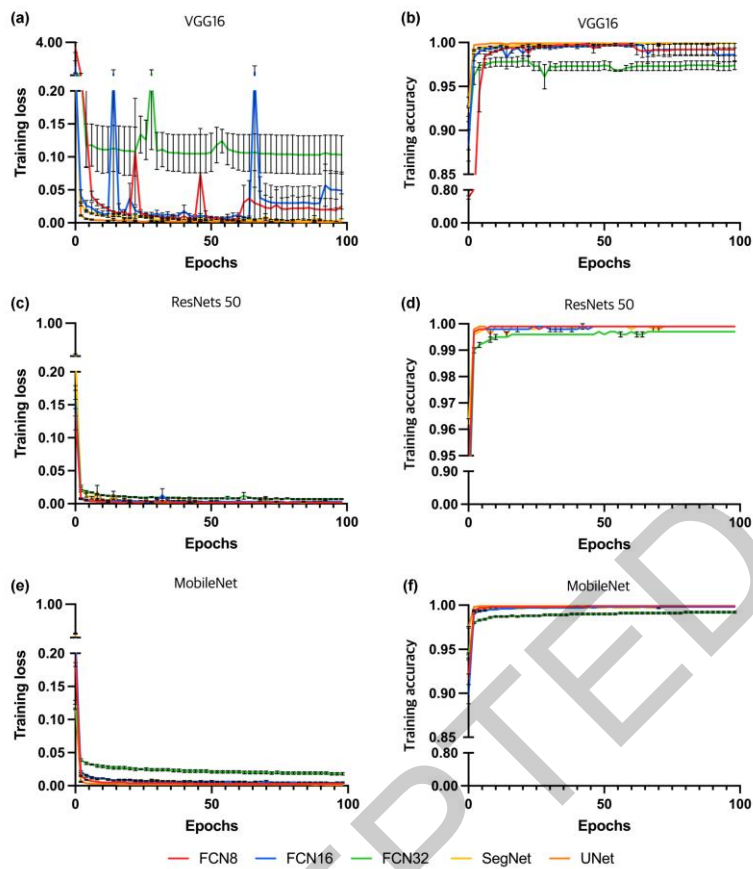 (a) VGG16
Training loss
4.00
0.20
0.15
0.10
0.05
0.00
0 50 100
Epochs
(b) VGG16
Training accuracy
1.00
0.95
0.90
0.85
0.80
0.00
0 50 100
Epochs
(c) ResNets 50
Training loss
1.00
0.20
0.15
0.10
0.05
0.00
0 50 100
Epochs
(d) ResNets 50
Training accuracy
1.00
0.99
0.98
0.97
0.96
0.95
0.90
0.00
0 50 100
Epochs
(e) MobileNet
Training loss
1.00
0.20
0.15
0.10
0.05
0.00
0 50 100
Epochs
(f) MobileNet
Training accuracy
1.00
0.95
0.90
0.85
0.80
0.00
0 50 100
Epochs
FCN8 FCN16 FCN32 SegNet UNet
PTED